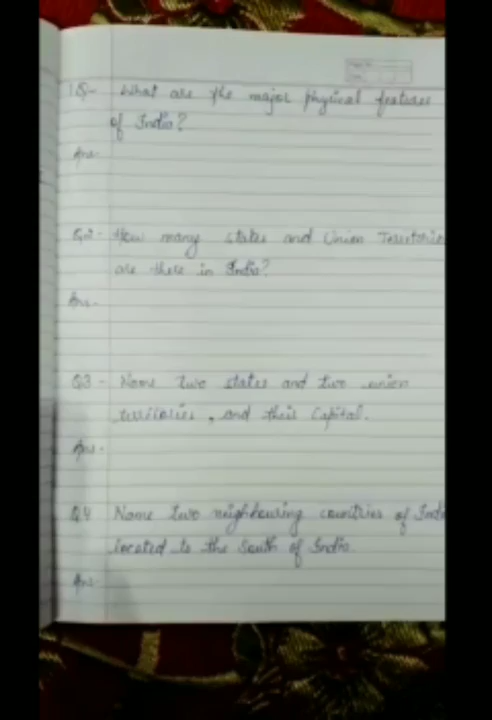 1Q- What are the major physical features
of India?
Ans-
Q2- How many states and Union Territories
are there in India?
Ans-
Q3- Name two states and two union
territories, and their Capital.
Ans-
Q4 Name two neighbouring countries of India
located to the South of India.
Ans-